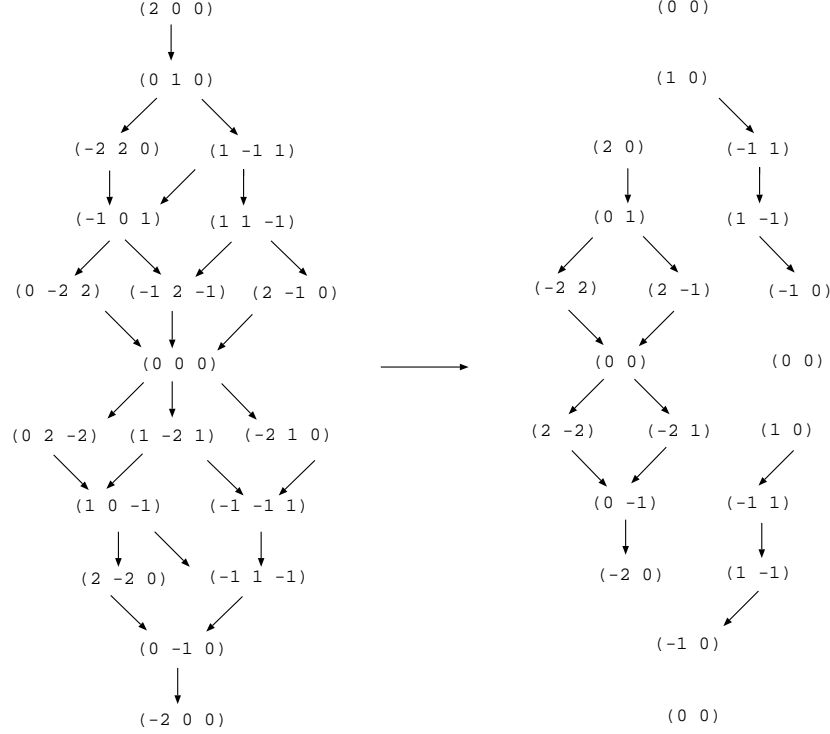 (2 0 0) (0 0)
(0 1 0) (1 0)
(-2 2 0) (1 -1 1) (2 0) (-1 1)
(-1 0 1) (1 1 -1) (0 1) (1 -1)
(0 -2 2) (-1 2 -1) (2 -1 0) (-2 2) (2 -1) (-1 0)
(0 0 0) (0 0) (0 0)
(0 2 -2) (1 -2 1) (-2 1 0) (2 -2) (-2 1) (1 0)
(1 0 -1) (-1 -1 1) (0 -1) (-1 1)
(2 -2 0) (-1 1 -1) (-2 0) (1 -1)
(0 -1 0) (-1 0)
(-2 0 0) (0 0)